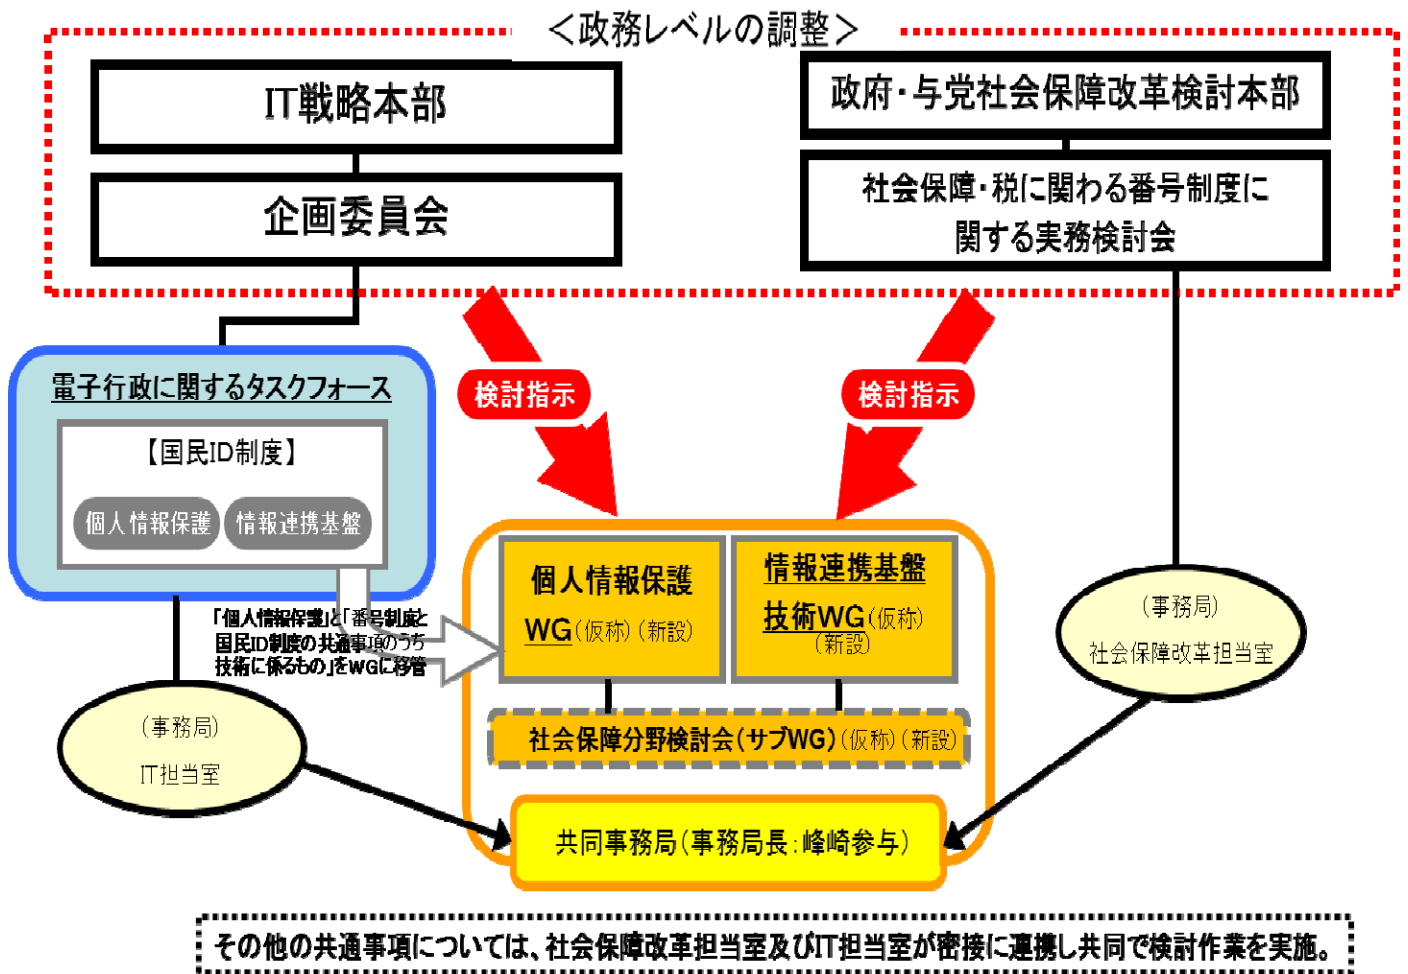 ＜政務レベルの調整＞
IT戦略本部
企画委員会
政府・与党社会保障改革検討本部
社会保障・税に関わる番号制度に
関する実務検討会
電子行政に関するタスクフォース
【国民ID制度】
個人情報保護
情報連携基盤
検討指示
検討指示
「個人情報保護」と「番号制度と
国民ID制度の共通事項のうち
技術に係るもの」をWGに移管
個人情報保護
WG(仮称)(新設)
情報連携基盤
技術WG(仮称)
(新設)
社会保障分野検討会(サブWG)(仮称)(新設)
(事務局)
IT担当室
(事務局)
社会保障改革担当室
共同事務局(事務局長:峰崎参与)
その他の共通事項については、社会保障改革担当室及びIT担当室が密接に連携し共同で検討作業を実施。